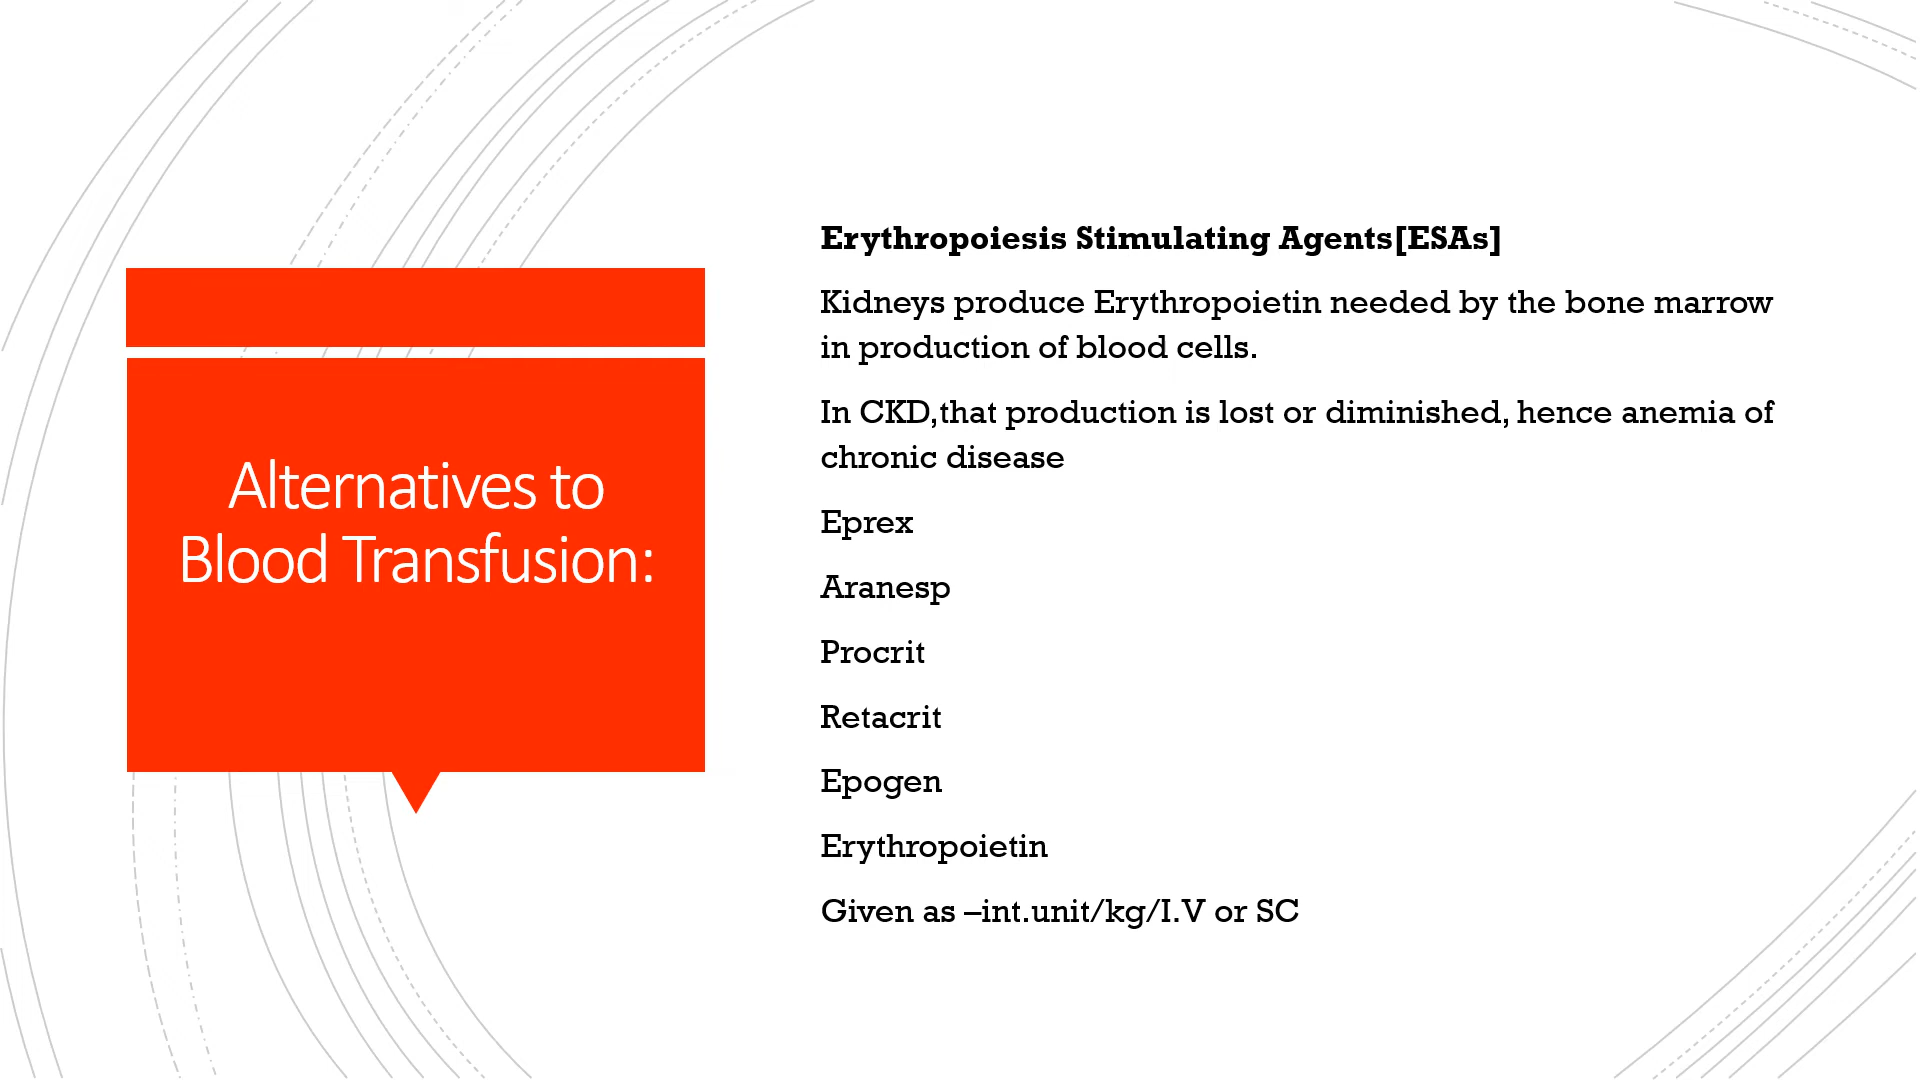 Alternatives to
Blood Transfusion:
Erythropoiesis Stimulating Agents[ESAs]
Kidneys produce Erythropoietin needed by the bone marrow
in production of blood cells.
In CKD,that production is lost or diminished, hence anemia of
chronic disease
Eprex
Aranesp
Procrit
Retacrit
Epogen
Erythropoietin
Given as –int.unit/kg/I.V or SC